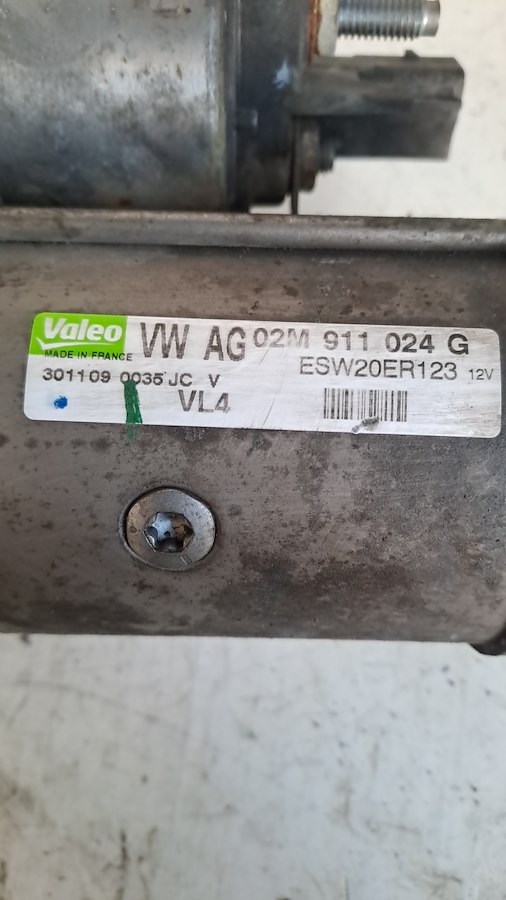 Valeo VW AG 02M 911 024 G
MADE IN FRANCE ESW20ER123 12V
301109 0035 JC V
VL4